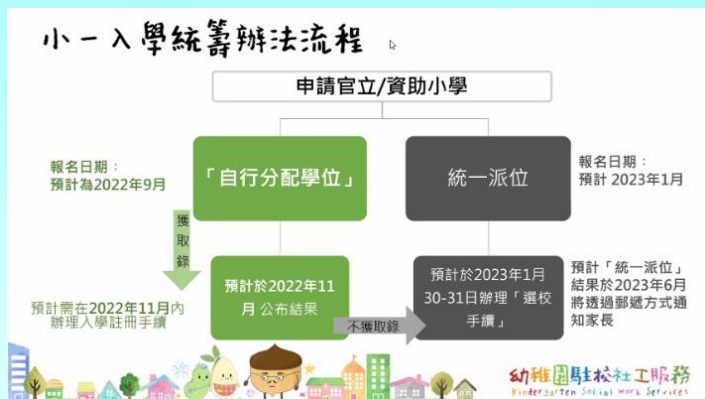 小一入學統籌辦法流程
申請官立/資助小學
報名日期：
預計為2022年9月
「自行分配學位」
統一派位
報名日期：
預計 2023年1月
獲
取
錄
預計需在2022年11月內
辦理入學註冊手續
預計於2022年11
月 公布結果
不獲取錄
預計於2023年1月
30-31日辦理「選校
手續」
預計「統一派位」
結果於2023年6月
將透過郵遞方式通
知家長
幼稚園駐校社工服務
Kindergarten Social Work Services